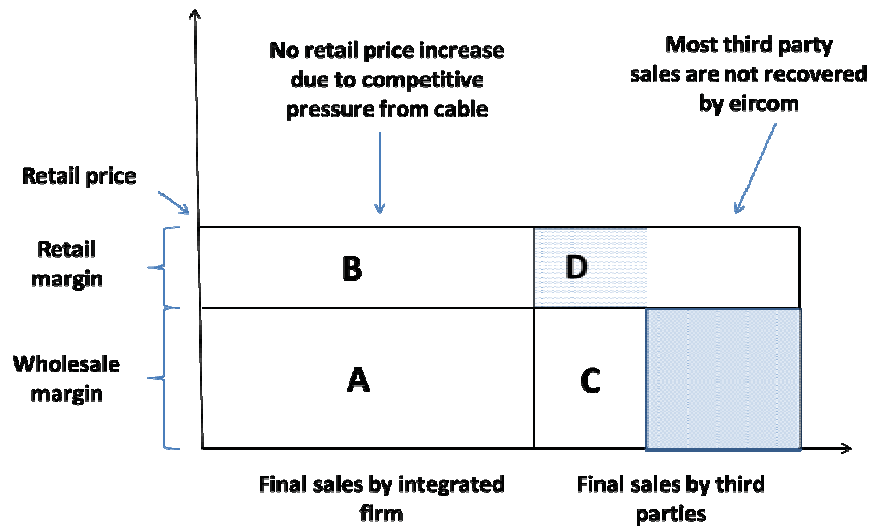 No retail price increase
due to competitive
pressure from cable
Most third party
sales are not recovered
by eircom
Retail price
Retail
margin
B
D
Wholesale
margin
A
C
Final sales by integrated
firm
Final sales by third
parties